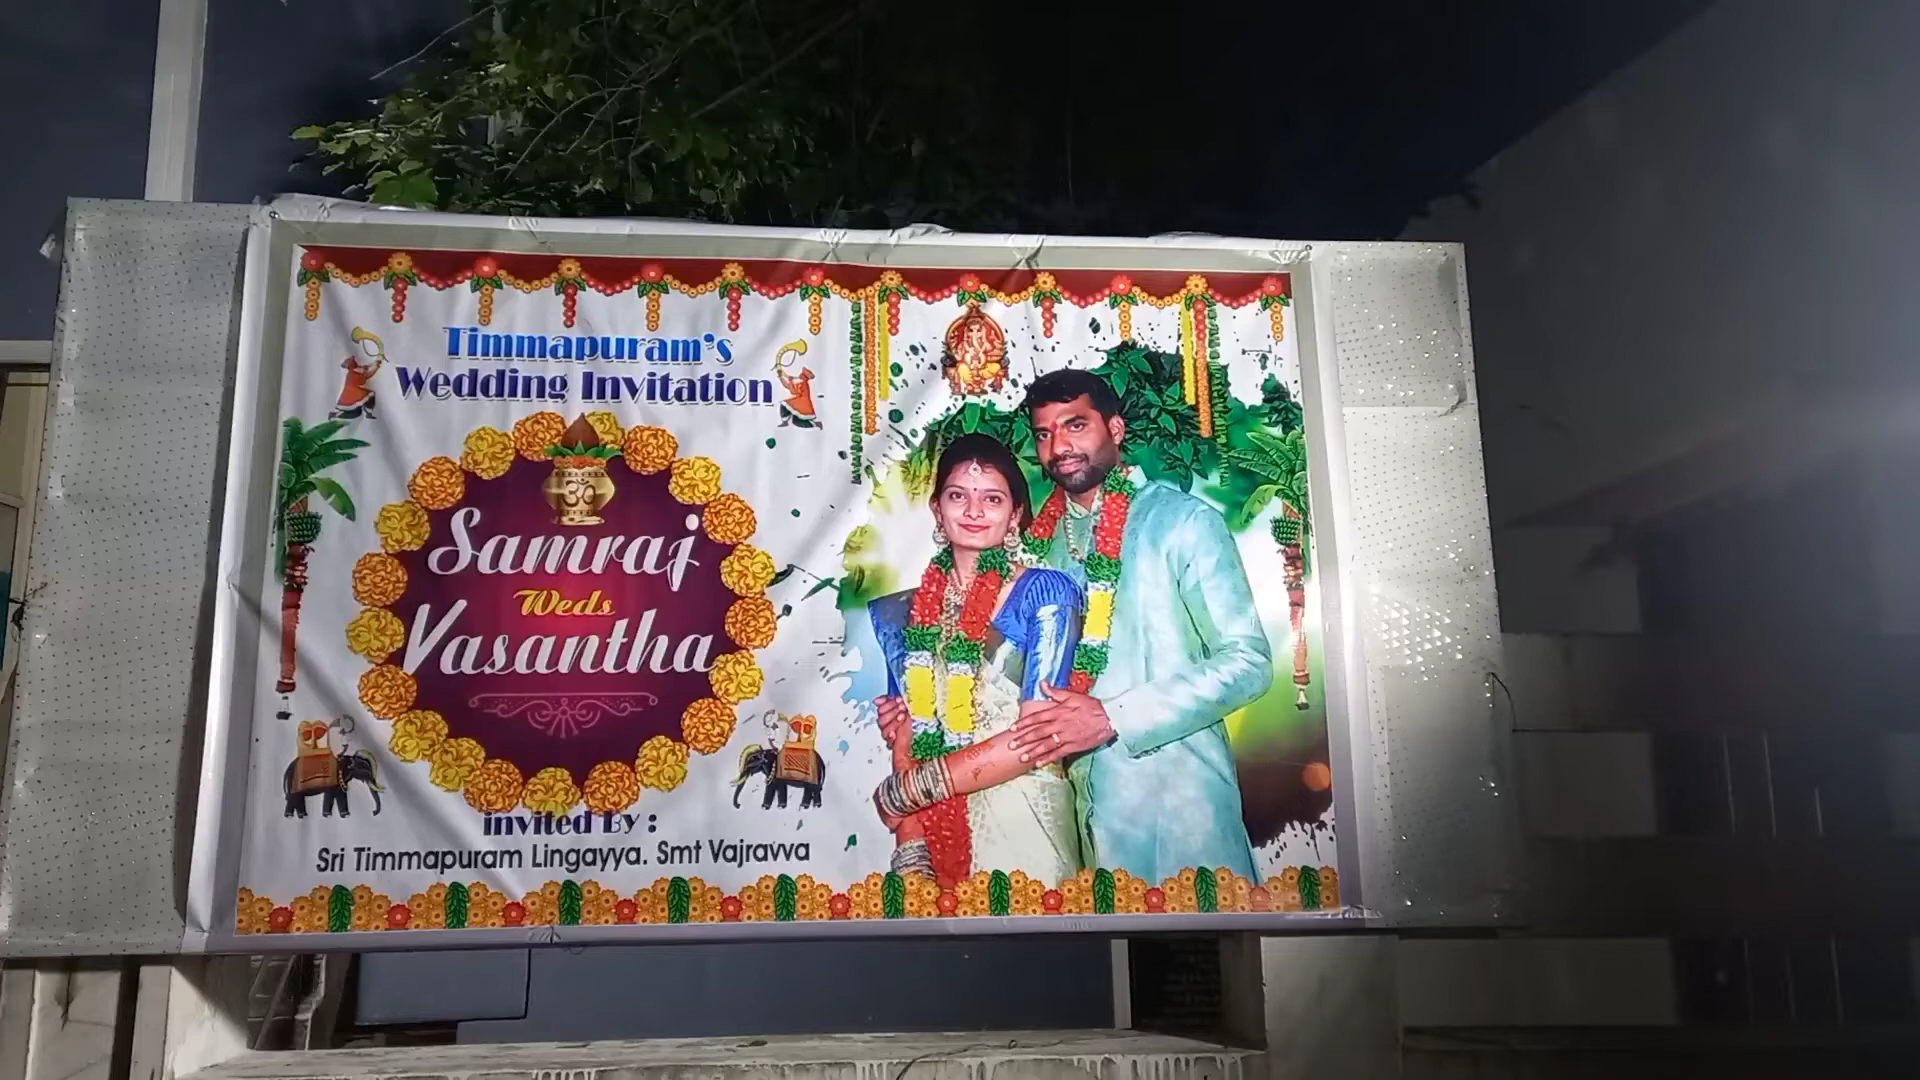 Timmapuram's
Wedding Invitation
ॐ
Samraj
Weds
Vasantha
invited By :
Sri Timmapuram Lingayya. Smt Vajravva